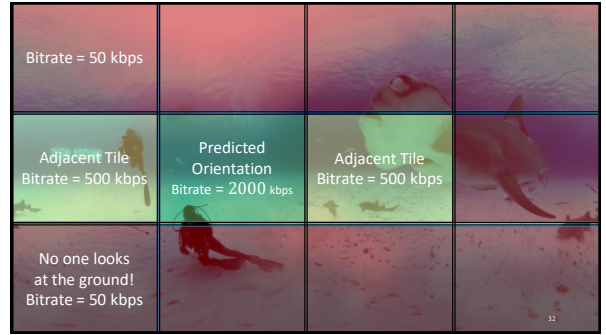 Bitrate = 50 kbps
Adjacent Tile
Bitrate = 500 kbps
Predicted
Orientation
Bitrate = 2000 kbps
Adjacent Tile
Bitrate = 500 kbps
No one looks
at the ground!
Bitrate = 50 kbps
32